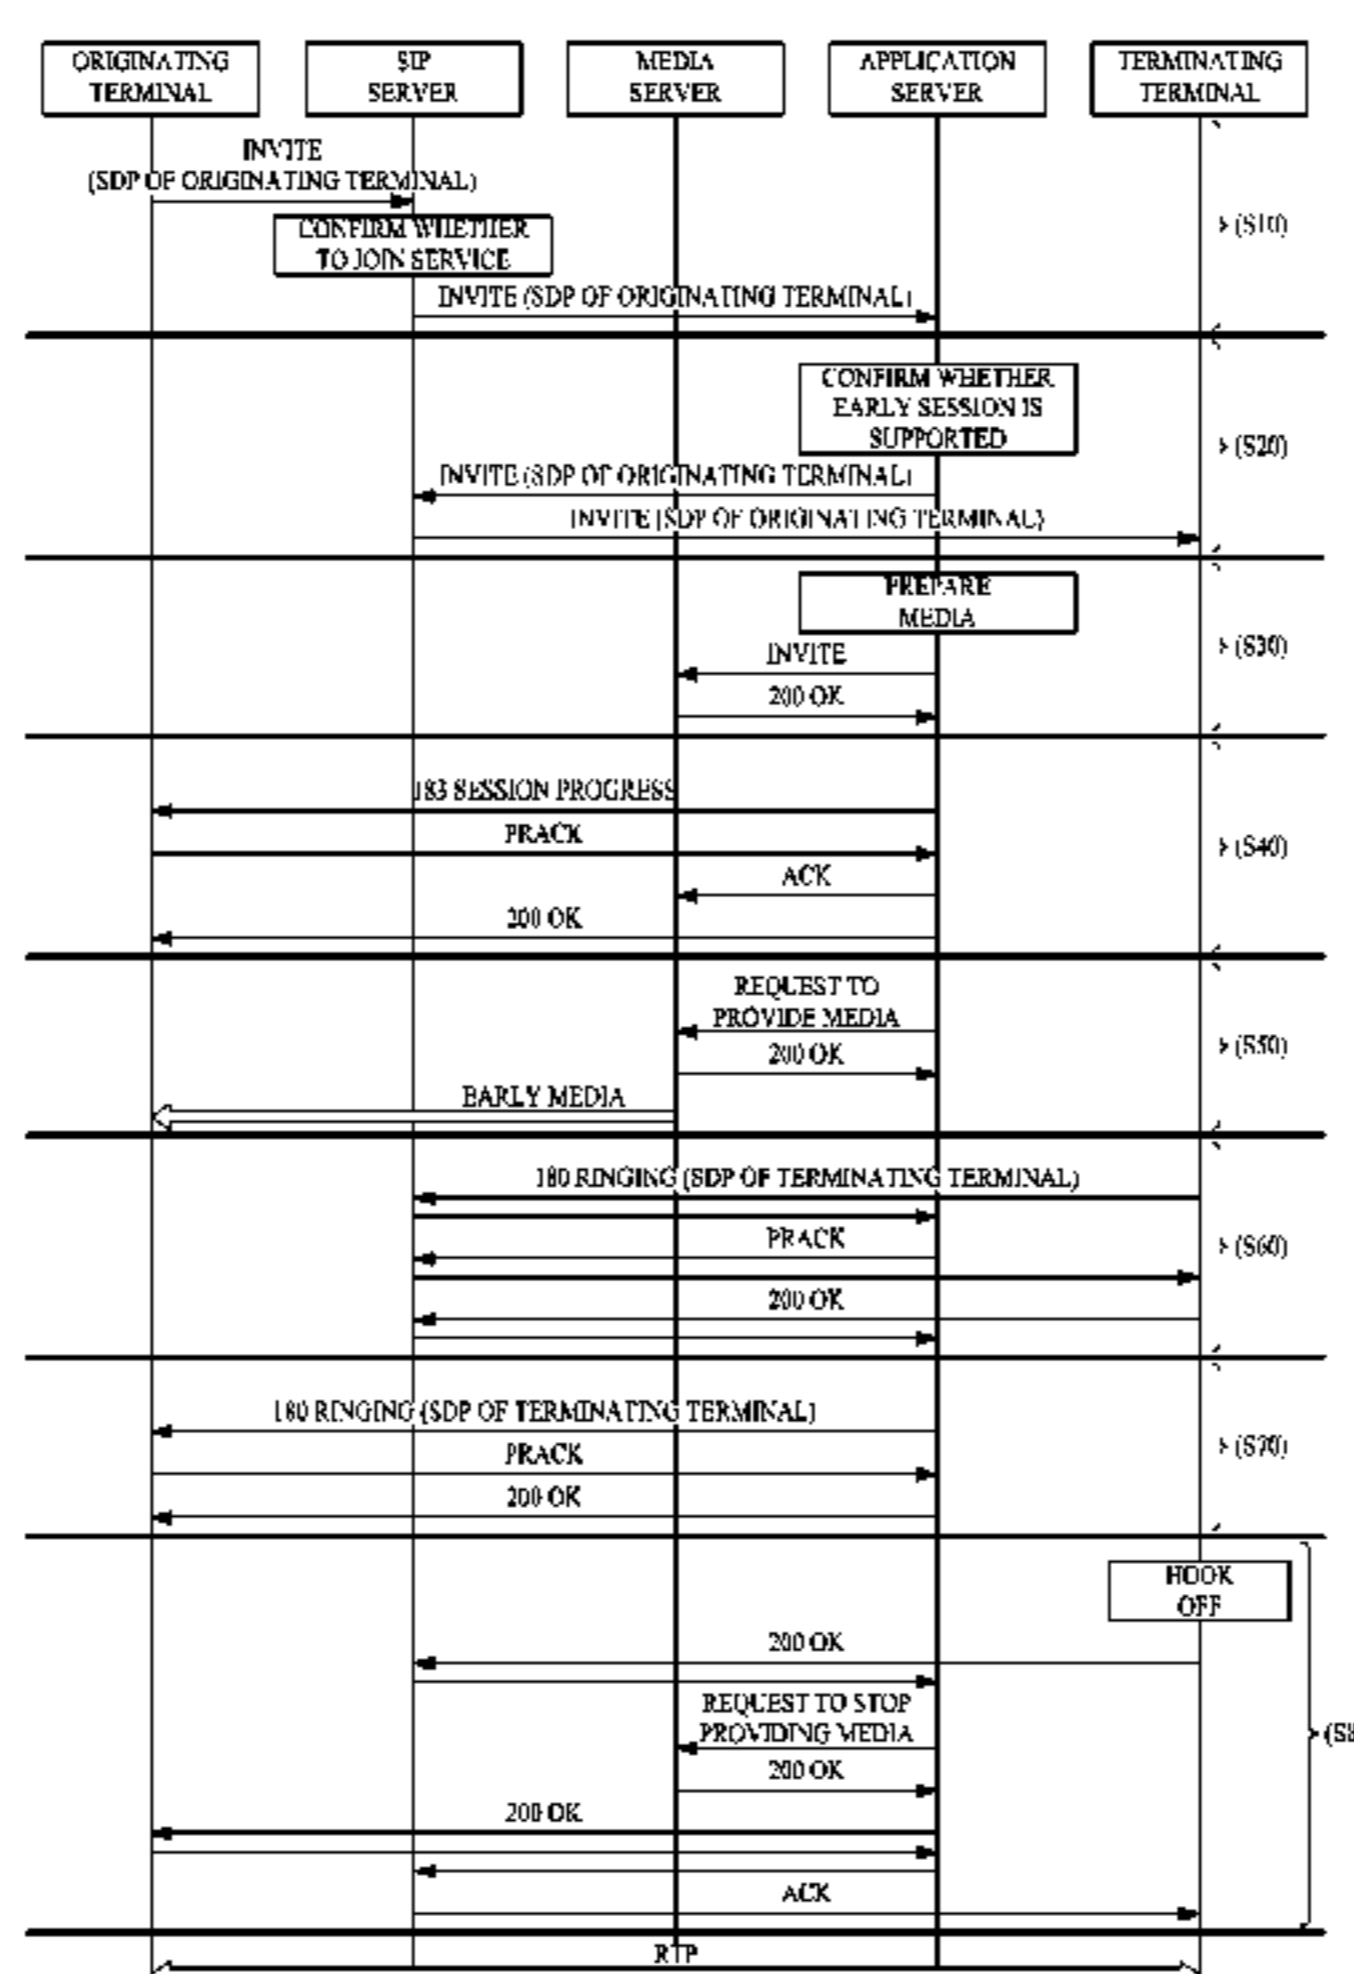 ORIGINATING
TERMINAL
SIP
SERVER
MEDIA
SERVER
APPLICATION
SERVER
TERMINATING
TERMINAL
INVITE
(SDP OF ORIGINATING TERMINAL)
CONFIRM WHETHER
TO JOIN SERVICE
(S10)
INVITE (SDP OF ORIGINATING TERMINAL)
CONFIRM WHETHER
EARLY SESSION IS
SUPPORTED
(S20)
INVITE (SDP OF ORIGINATING TERMINAL)
INVITE (SDP OF ORIGINATING TERMINAL)
PREPARE
MEDIA
(S30)
INVITE
200 OK
183 SESSION PROGRESS
PRACK
(S40)
ACK
200 OK
REQUEST TO
PROVIDE MEDIA
(S50)
200 OK
EARLY MEDIA
180 RINGING (SDP OF TERMINATING TERMINAL)
PRACK
(S60)
200 OK
180 RINGING (SDP OF TERMINATING TERMINAL)
PRACK
(S70)
200 OK
HOOK
OFF
200 OK
REQUEST TO STOP
PROVIDING MEDIA
(S8
200 OK
200 OK
ACK
RTP